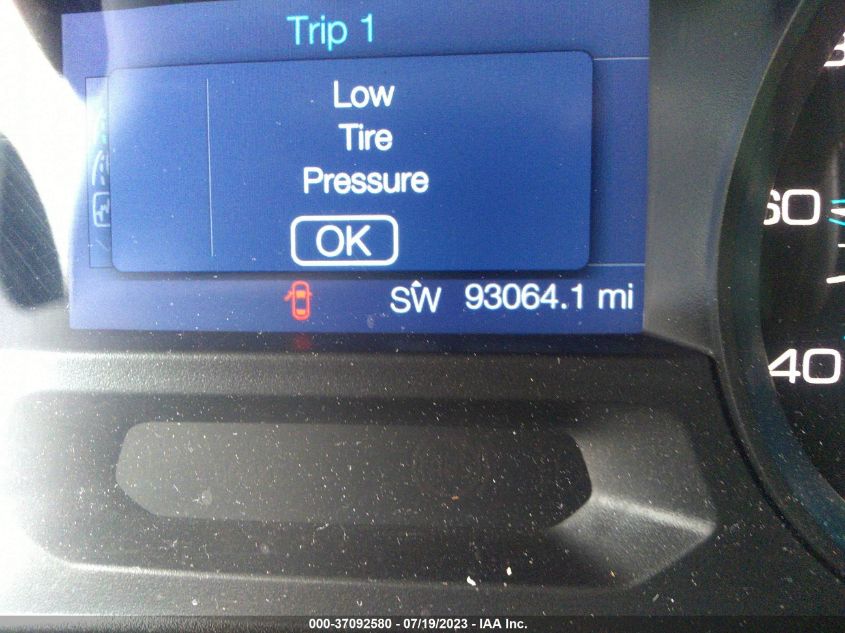 Trip 1
Low
Tire
Pressure
OK
SW 93064.1 mi
60
40
000-37092580 - 07/19/2023 - IAA Inc.